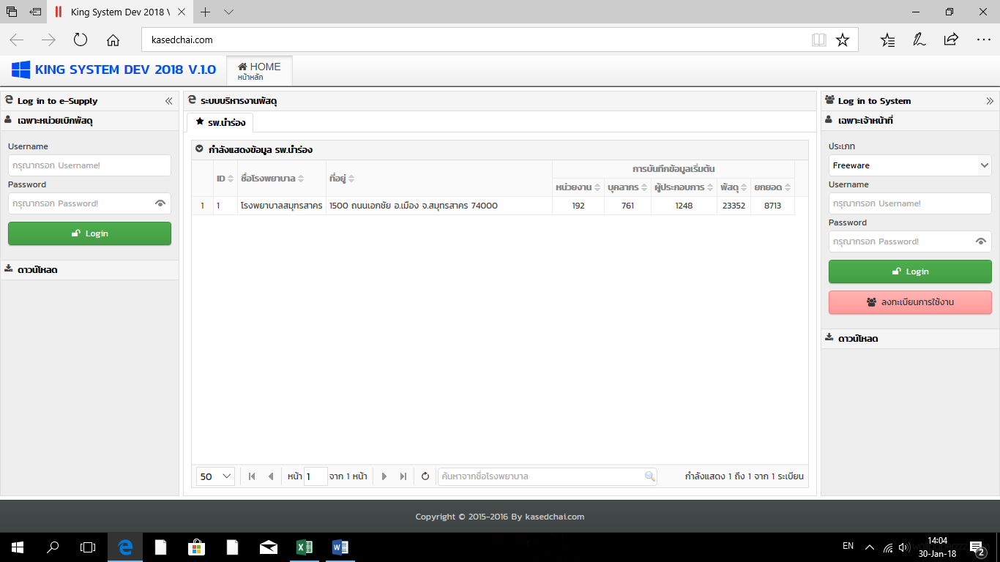 King System Dev 2018 V
kasedchai.com
KING SYSTEM DEV 2018 V.1.0
HOME
หน้าหลัก
Log in to e-Supply
เฉพาะหน่วยเบิกพัสดุ
Username
กรุณากรอก Username!
Password
กรุณากรอก Password!
Login
ดาวน์โหลด
ระบบบริหารงานพัสดุ
รพ.นำร่อง
กำลังแสดงข้อมูล รพ.นำร่อง
ID ชื่อโรงพยาบาล ที่อยู่ การบันทึกข้อมูลเริ่มต้น
หน่วยงาน บุคลากร ผู้ประกอบการ พัสดุ ยกยอด
1 1 โรงพยาบาลสมุทรสาคร 1500 ถนนเอกชัย อ.เมือง จ.สมุทรสาคร 74000 192 761 1248 23352 8713
50 หน้า 1 จาก 1 หน้า ค้นหาจากชื่อโรงพยาบาล กำลังแสดง 1 ถึง 1 จาก 1 ระเบียน
Log in to System
เฉพาะเจ้าหน้าที่
ประเภท
Freeware
Username
กรุณากรอก Username!
Password
กรุณากรอก Password!
Login
ลงทะเบียนการใช้งาน
ดาวน์โหลด
Copyright © 2015-2016 By kasedchai.com
EN
14:04
30-Jan-18
2